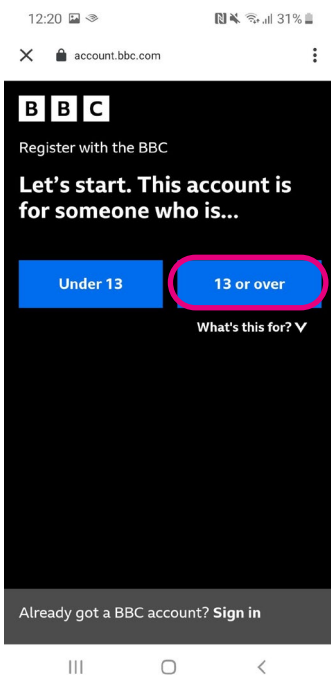 12:20 31%
account.bbc.com
BBC
Register with the BBC
Let's start. This account is
for someone who is...
Under 13 13 or over
What's this for?
Already got a BBC account? Sign in